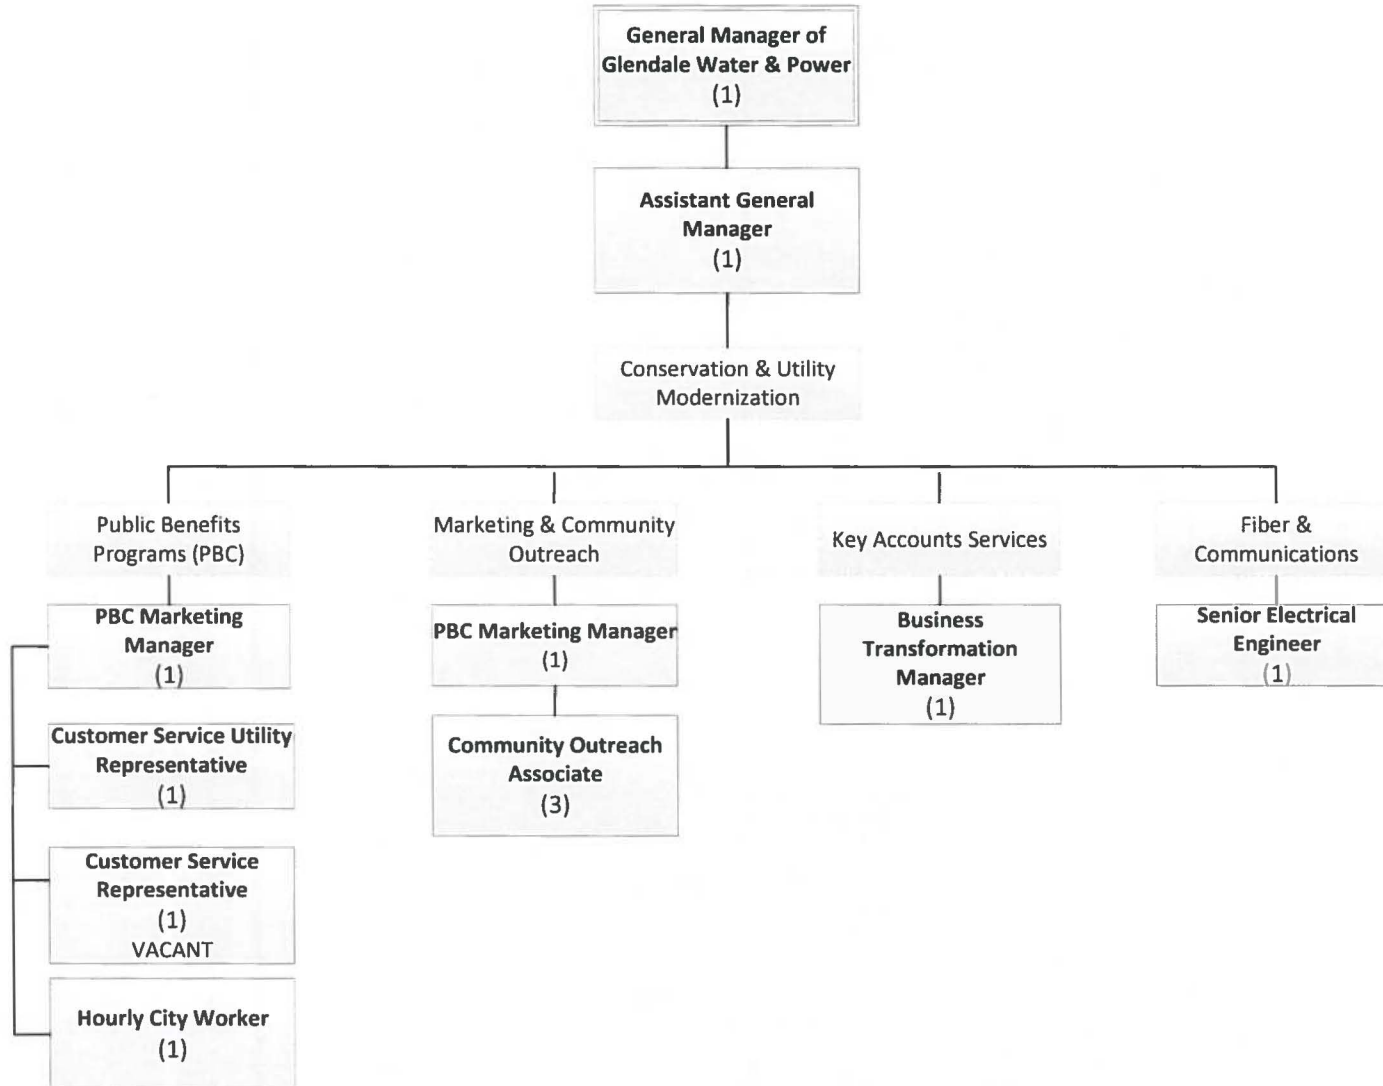 General Manager of
Glendale Water & Power
(1)
Assistant General
Manager
(1)
Conservation & Utility
Modernization
Public Benefits
Programs (PBC)
PBC Marketing
Manager
(1)
Customer Service Utility
Representative
(1)
Customer Service
Representative
(1)
VACANT
Hourly City Worker
(1)
Marketing & Community
Outreach
PBC Marketing Manager
(1)
Community Outreach
Associate
(3)
Key Accounts Services
Business
Transformation
Manager
(1)
Fiber &
Communications
Senior Electrical
Engineer
(1)